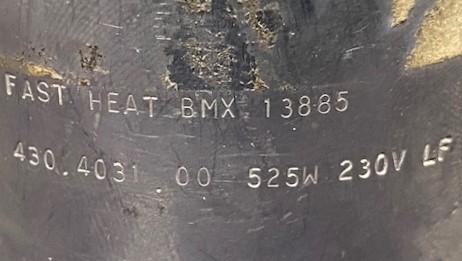 FAST HEAT BMX 13885
430.4031.00 525W 230V LF